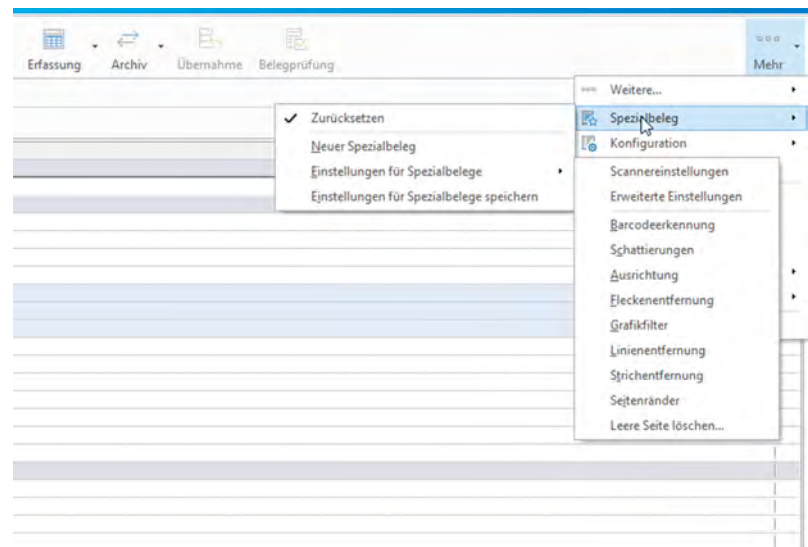 Erfassung Archiv Übernahme Belegprüfung Mehr
Weitere...
Spezialbeleg
Konfiguration
Zurücksetzen
Neuer Spezialbeleg
Einstellungen für Spezialbelege
Einstellungen für Spezialbelege speichern
Scannereinstellungen
Erweiterte Einstellungen
Barcodeerkennung
Schattierungen
Ausrichtung
Fleckenentfernung
Grafikfilter
Linienentfernung
Strichentfernung
Seitenränder
Leere Seite löschen...